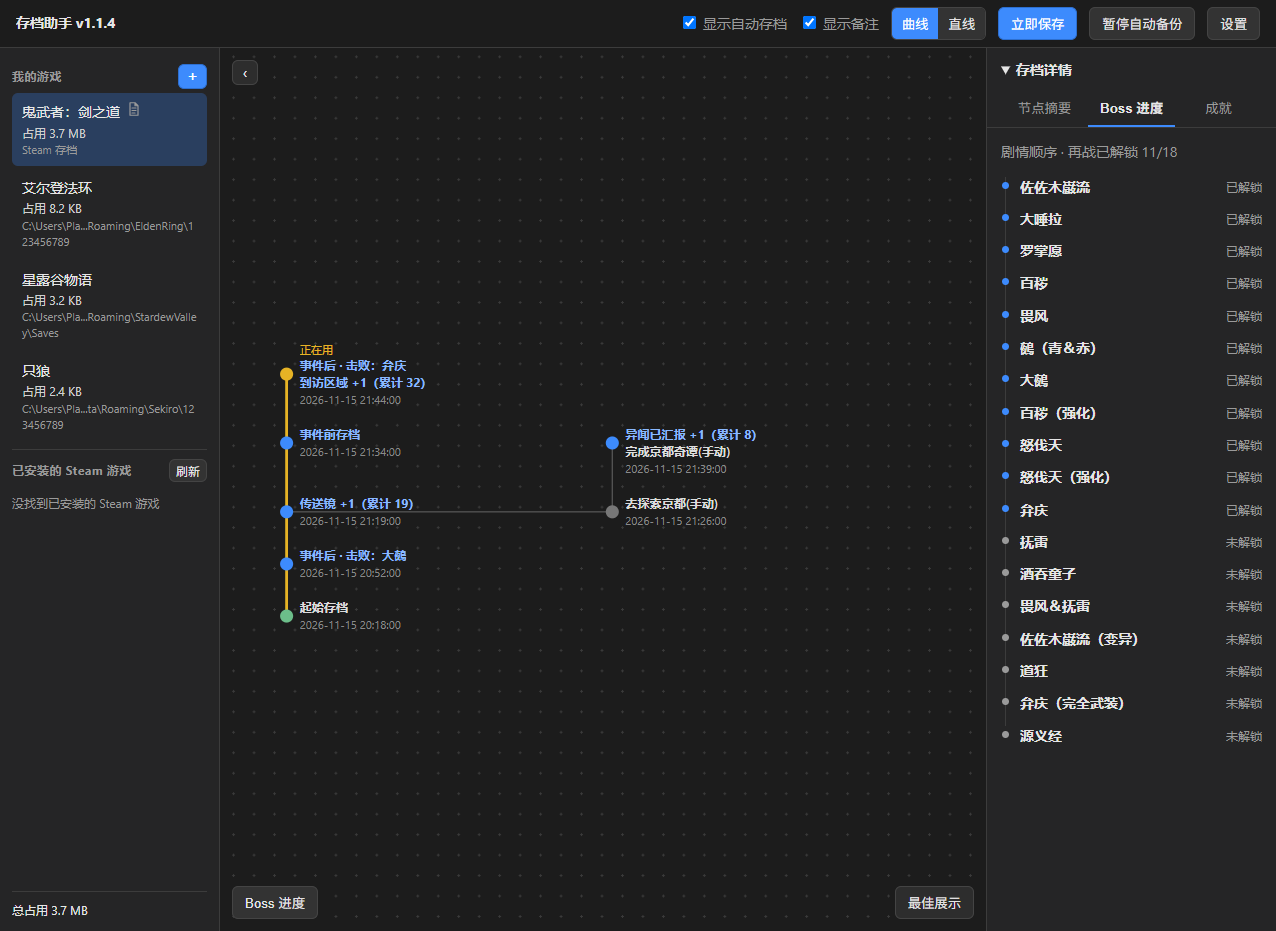 存档助手 v1.1.4
显示自动存档
显示备注
曲线
直线
立即保存
暂停自动备份
设置
我的游戏
+
鬼武者：剑之道
占用 3.7 MB
Steam 存档
艾尔登法环
占用 8.2 KB
C:\Users\Pla...Roaming\EldenRing\1
23456789
星露谷物语
占用 3.2 KB
C:\Users\Pla...Roaming\StardewValle
y\Saves
只狼
占用 2.4 KB
C:\Users\Pla...ta\Roaming\Sekiro\12
3456789
已安装的 Steam 游戏
刷新
没找到已安装的 Steam 游戏
总占用 3.7 MB
‹
正在用
事件后 · 击败：弁庆
到访区域 +1（累计 32）
2026-11-15 21:44:00
事件前存档
2026-11-15 21:34:00
异闻已汇报 +1（累计 8）
完成京都奇谭(手动)
2026-11-15 21:39:00
传送镜 +1（累计 19）
2026-11-15 21:19:00
去探索京都(手动)
2026-11-15 21:26:00
事件后 · 击败：大鹤
2026-11-15 20:52:00
起始存档
2026-11-15 20:18:00
Boss 进度
最佳展示
▼ 存档详情
节点摘要
Boss 进度
成就
剧情顺序 · 再战已解锁 11/18
佐佐木巖流 已解锁
大唾拉 已解锁
罗掌愿 已解锁
百秽 已解锁
畏风 已解锁
鹤（青＆赤） 已解锁
大鹤 已解锁
百秽（强化） 已解锁
怒伐天 已解锁
怒伐天（强化） 已解锁
弁庆 已解锁
抚雷 未解锁
酒吞童子 未解锁
畏风＆抚雷 未解锁
佐佐木巖流（变异） 未解锁
道狂 未解锁
弁庆（完全武装） 未解锁
源义经 未解锁